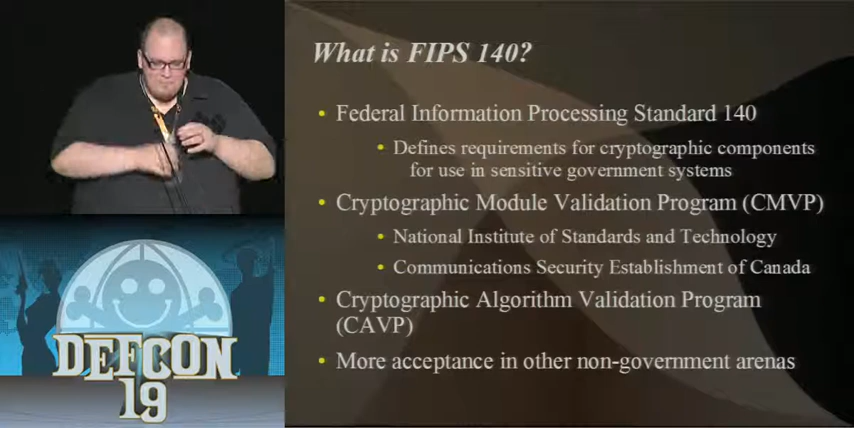 What is FIPS 140?
• Federal Information Processing Standard 140
• Defines requirements for cryptographic components
for use in sensitive government systems
• Cryptographic Module Validation Program (CMVP)
• National Institute of Standards and Technology
• Communications Security Establishment of Canada
• Cryptographic Algorithm Validation Program
(CAVP)
• More acceptance in other non-government arenas
DEFCON
19